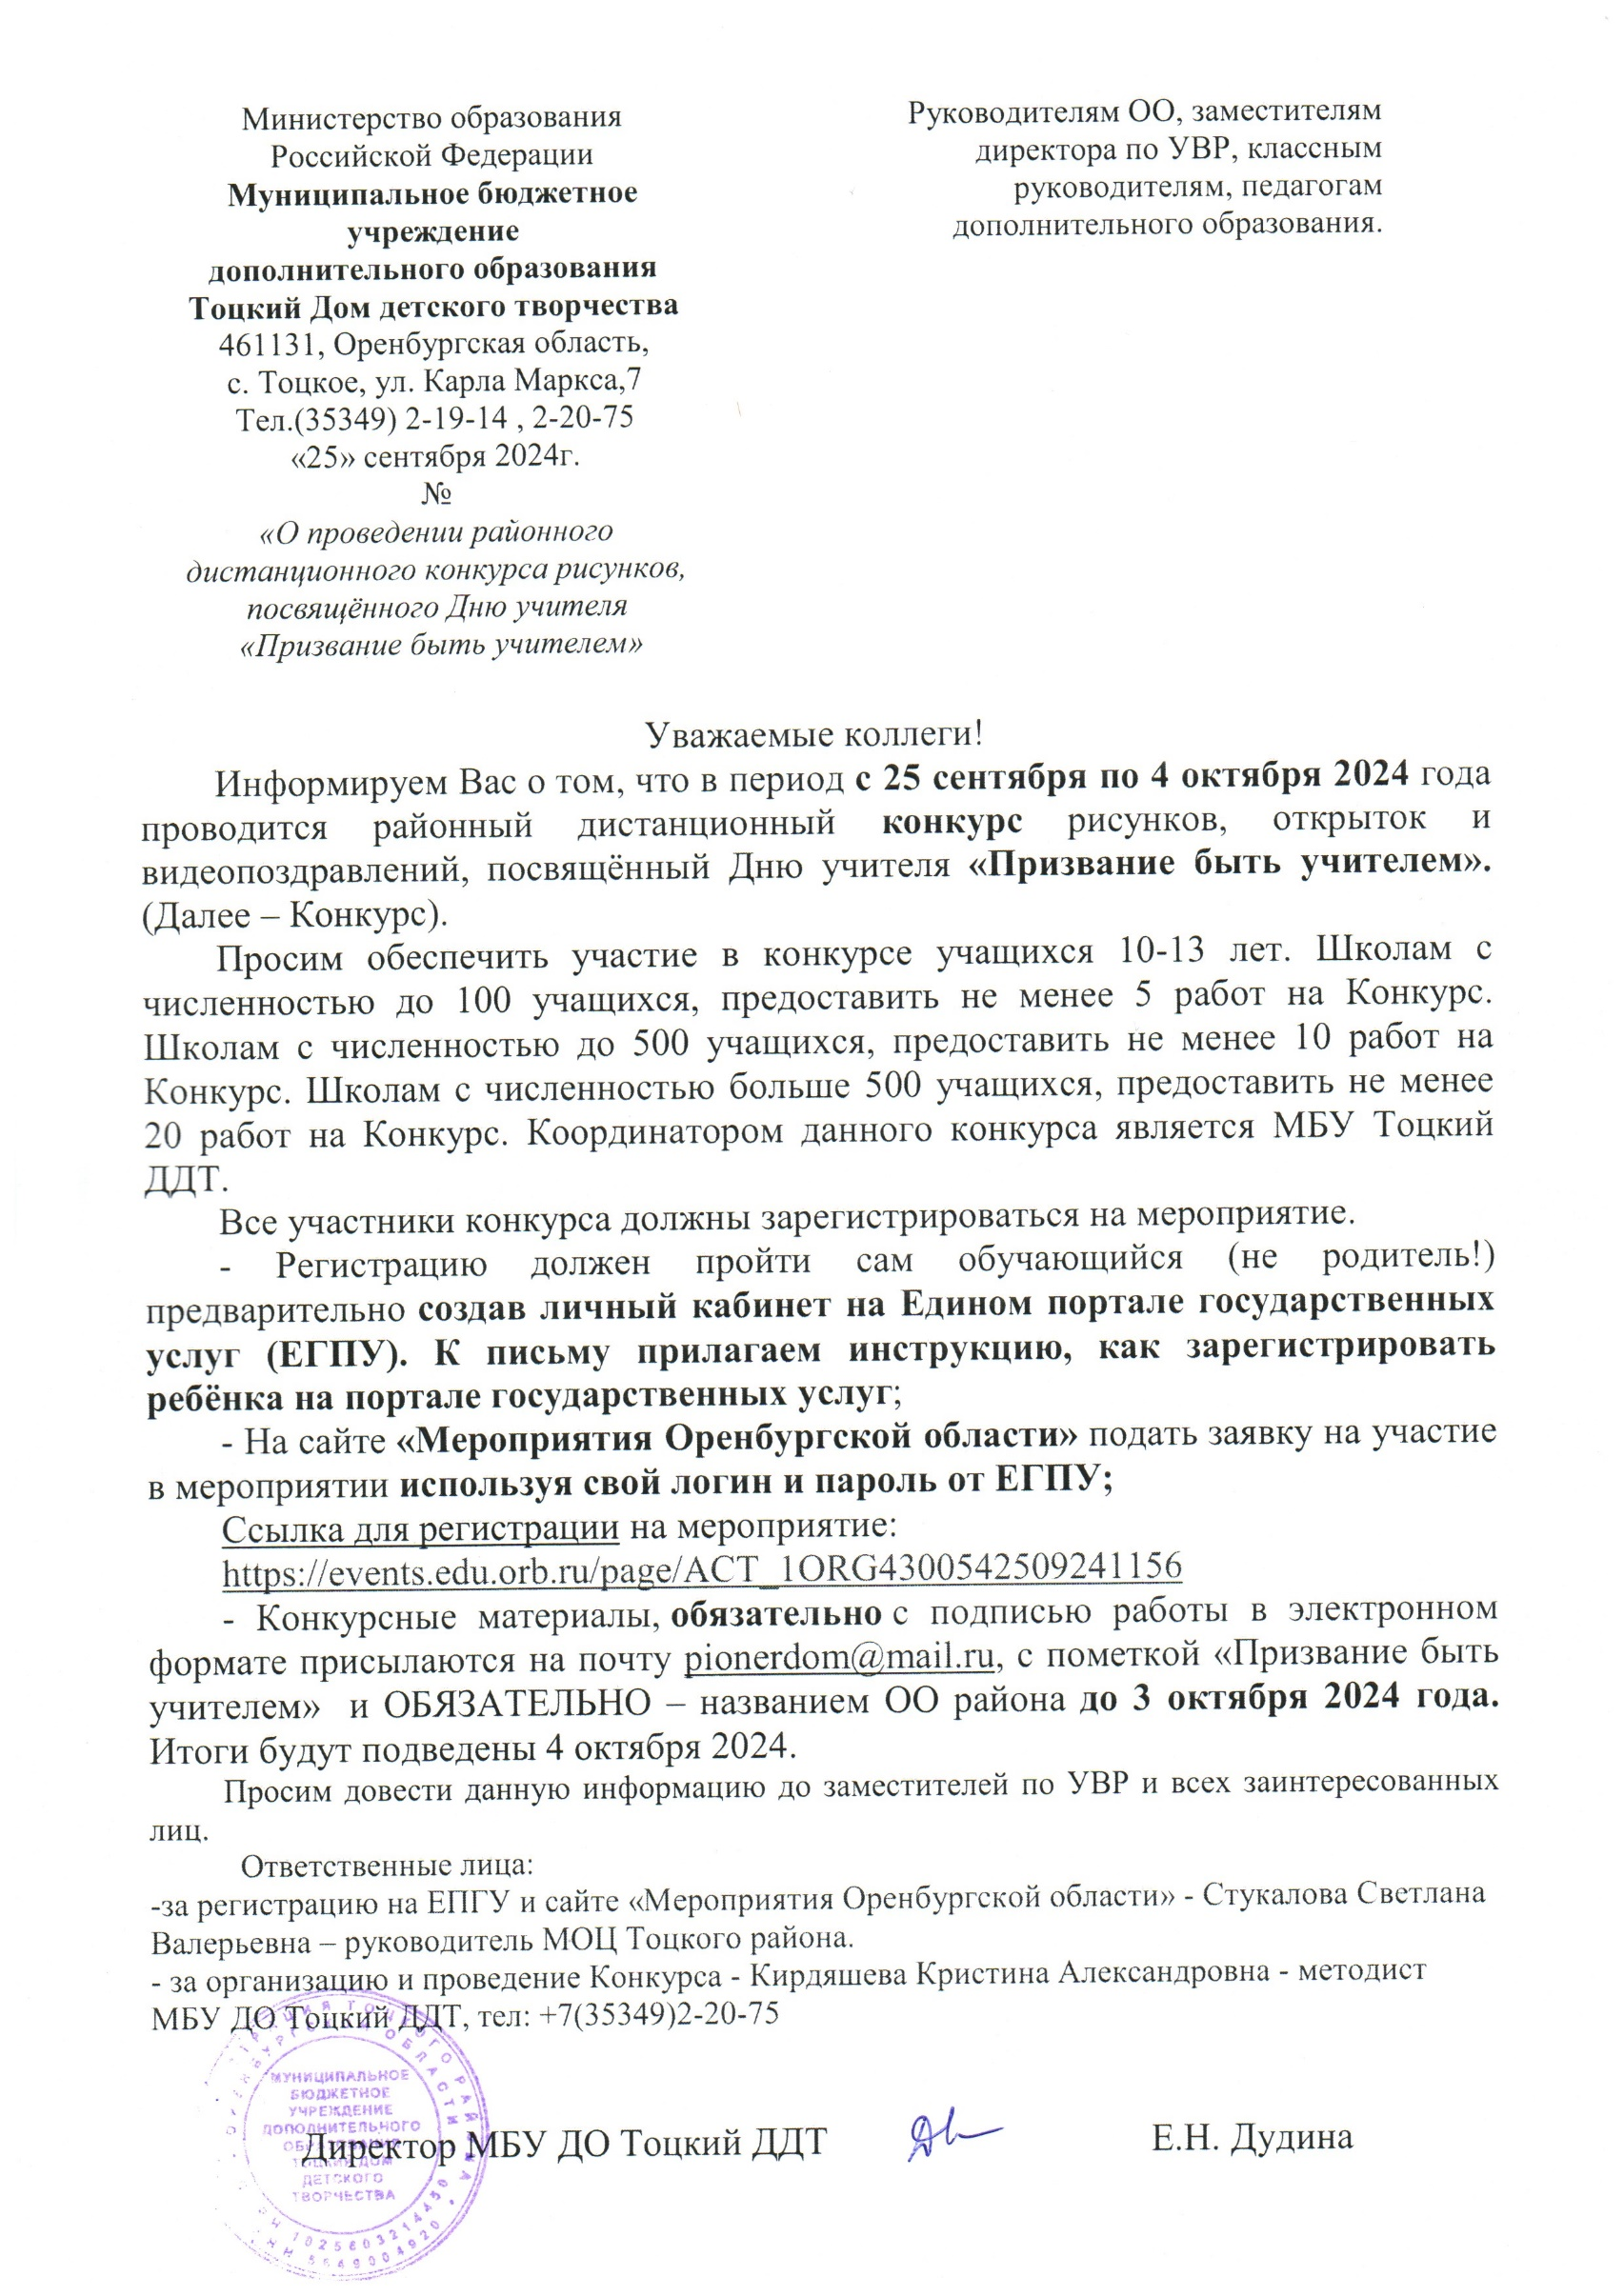 Министерство образования
Российской Федерации
Муниципальное бюджетное
учреждение
дополнительного образования
Тоцкий Дом детского творчества
461131, Оренбургская область,
с. Тоцкое, ул. Карла Маркса,7
Тел.(35349) 2-19-14 , 2-20-75
«25» сентября 2024г.
№
«О проведении районного
дистанционного конкурса рисунков,
посвящённого Дню учителя
«Призвание быть учителем»
Руководителям ОО, заместителям
директора по УВР, классным
руководителям, педагогам
дополнительного образования.
Уважаемые коллеги!
Информируем Вас о том, что в период с 25 сентября по 4 октября 2024 года
проводится районный дистанционный конкурс рисунков, открыток и
видеопоздравлений, посвящённый Дню учителя «Призвание быть учителем».
(Далее – Конкурс).
Просим обеспечить участие в конкурсе учащихся 10-13 лет. Школам с
численностью до 100 учащихся, предоставить не менее 5 работ на Конкурс.
Школам с численностью до 500 учащихся, предоставить не менее 10 работ на
Конкурс. Школам с численностью больше 500 учащихся, предоставить не менее
20 работ на Конкурс. Координатором данного конкурса является МБУ Тоцкий
ДДТ.
Все участники конкурса должны зарегистрироваться на мероприятие.
- Регистрацию должен пройти сам обучающийся (не родитель!)
предварительно создав личный кабинет на Едином портале государственных
услуг (ЕГПУ). К письму прилагаем инструкцию, как зарегистрировать
ребёнка на портале государственных услуг;
- На сайте «Мероприятия Оренбургской области» подать заявку на участие
в мероприятии используя свой логин и пароль от ЕГПУ;
Ссылка для регистрации на мероприятие:
https://events.edu.orb.ru/page/ACT_1ORG4300542509241156
- Конкурсные материалы, обязательно с подписью работы в электронном
формате присылаются на почту pionerdom@mail.ru, с пометкой «Призвание быть
учителем» и ОБЯЗАТЕЛЬНО – названием ОО района до 3 октября 2024 года.
Итоги будут подведены 4 октября 2024.
Просим довести данную информацию до заместителей по УВР и всех заинтересованных
лиц.
Ответственные лица:
-за регистрацию на ЕПГУ и сайте «Мероприятия Оренбургской области» - Стукалова Светлана
Валерьевна – руководитель МОЦ Тоцкого района.
- за организацию и проведение Конкурса - Кирдяшева Кристина Александровна - методист
МБУ ДО Тоцкий ДДТ, тел: +7(35349)2-20-75
Директор МБУ ДО Тоцкий ДДТ Е.Н. Дудина
МУНИЦИПАЛЬНОЕ
БЮДЖЕТНОЕ
УЧРЕЖДЕНИЕ
ДОПОЛНИТЕЛЬНОГО
ОБРАЗОВАНИЯ
ТОЦКИЙ ДОМ
ДЕТСКОГО
ТВОРЧЕСТВА